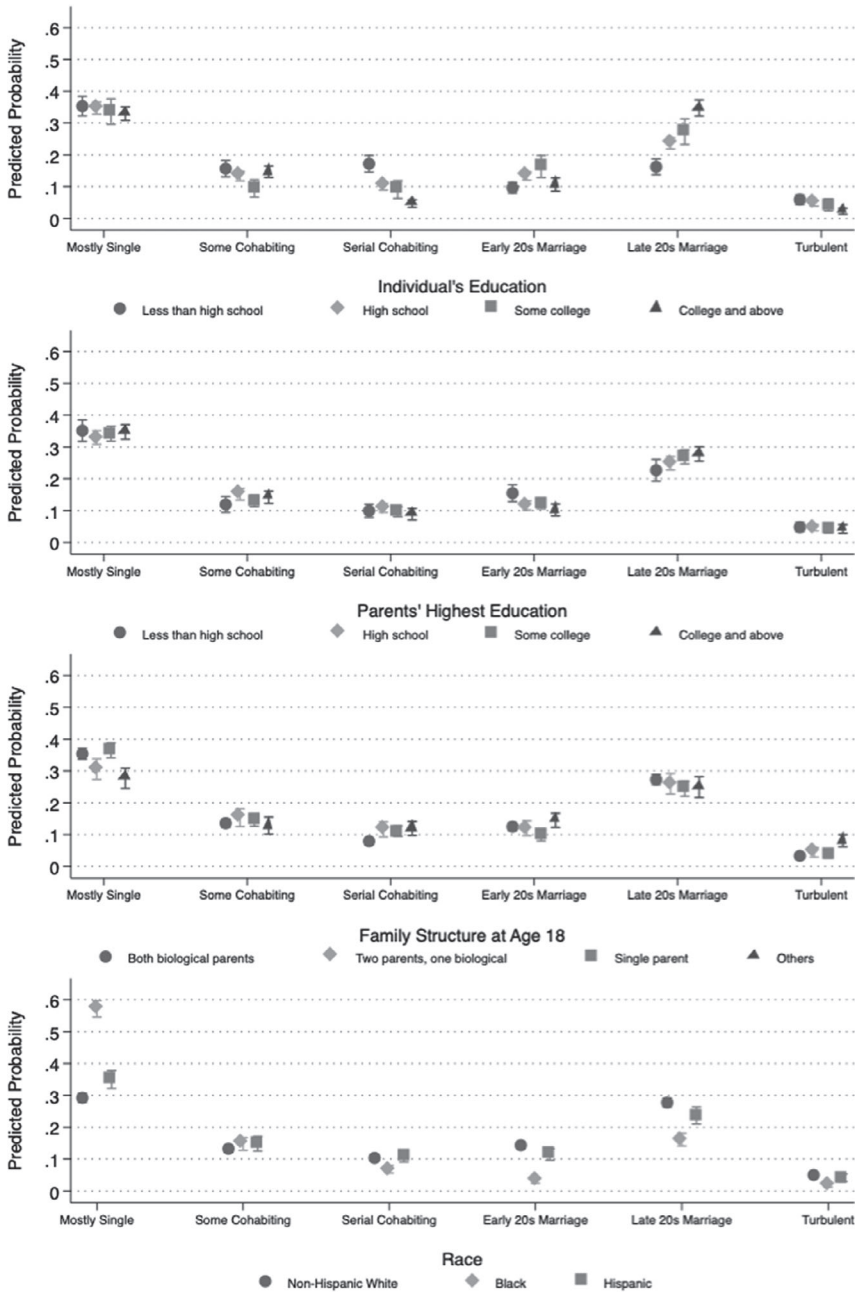 Predicted Probability
.6
.5
.4
.3
.2
.1
0
Mostly Single Some Cohabiting Serial Cohabiting Early 20s Marriage Late 20s Marriage Turbulent
Individual's Education
Less than high school High school Some college College and above
Predicted Probability
.6
.5
.4
.3
.2
.1
0
Mostly Single Some Cohabiting Serial Cohabiting Early 20s Marriage Late 20s Marriage Turbulent
Parents' Highest Education
Less than high school High school Some college College and above
Predicted Probability
.6
.5
.4
.3
.2
.1
0
Mostly Single Some Cohabiting Serial Cohabiting Early 20s Marriage Late 20s Marriage Turbulent
Family Structure at Age 18
Both biological parents Two parents, one biological Single parent Others
Predicted Probability
.6
.5
.4
.3
.2
.1
0
Mostly Single Some Cohabiting Serial Cohabiting Early 20s Marriage Late 20s Marriage Turbulent
Race
Non-Hispanic White Black Hispanic